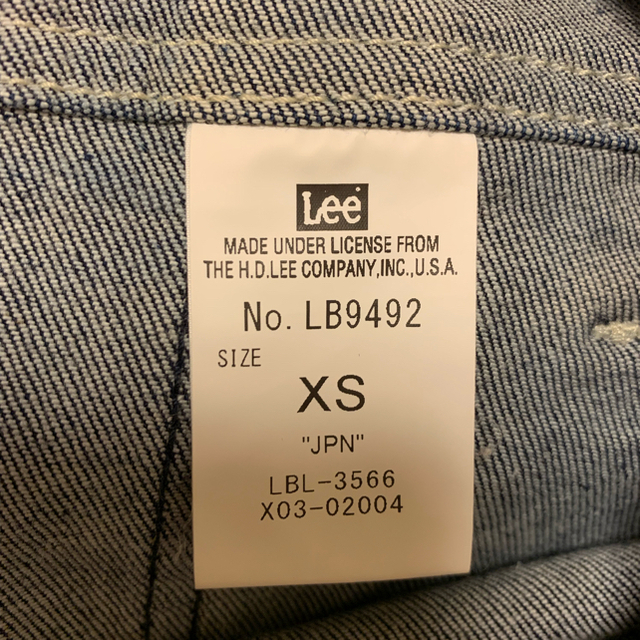 Lee
MADE UNDER LICENSE FROM
THE H.D.LEE COMPANY,INC.,U.S.A.
No. LB9492
SIZE
XS
"JPN"
LBL-3566
X03-02004